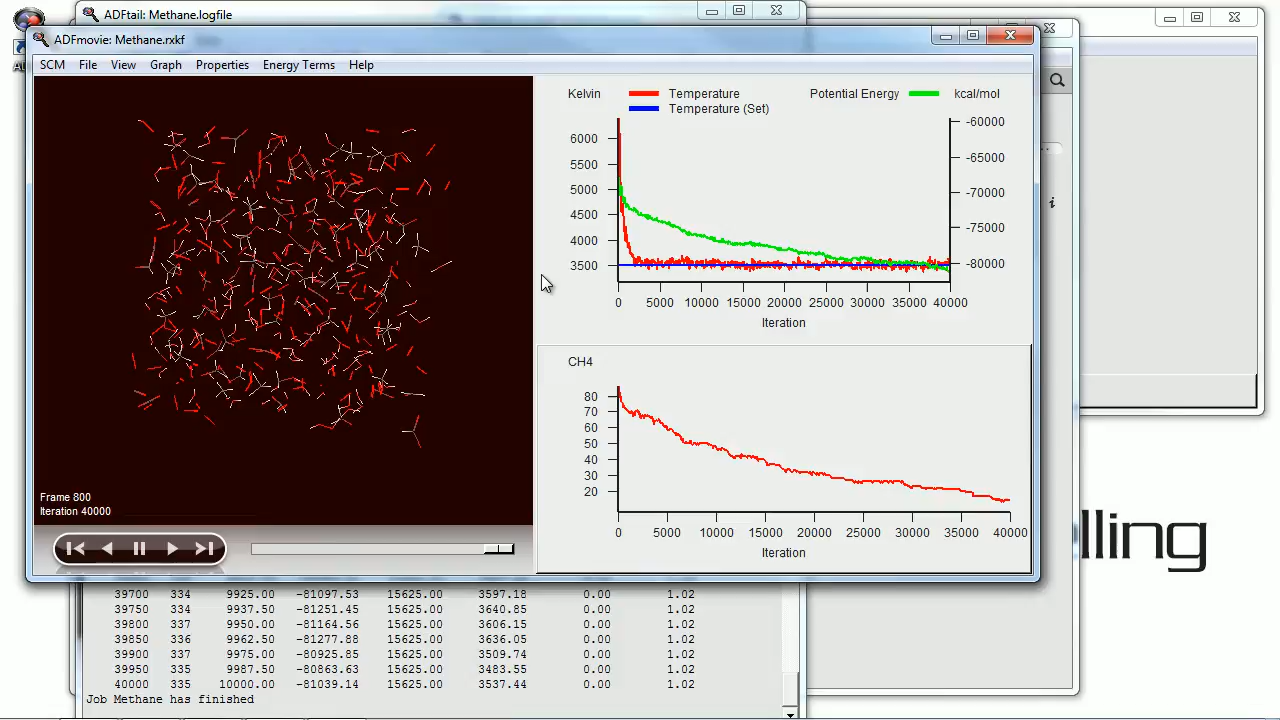 ADFtail: Methane.logfile
ADFmovie: Methane.rxkf
SCM File View Graph Properties Energy Terms Help
Kelvin Temperature Potential Energy kcal/mol
Temperature (Set)
-60000
6000
-65000
5500
5000
-70000
4500
-75000
4000
3500
-80000
0 5000 10000 15000 20000 25000 30000 35000 40000
Iteration
CH4
80
70
60
50
40
30
20
0 5000 10000 15000 20000 25000 30000 35000 40000
Iteration
Frame 800
Iteration 40000
lling
39700 334 9925.00 -81097.53 15625.00 3597.18 0.00 1.02
39750 334 9937.50 -81251.45 15625.00 3640.85 0.00 1.02
39800 337 9950.00 -81164.56 15625.00 3606.15 0.00 1.02
39850 336 9962.50 -81277.88 15625.00 3636.05 0.00 1.02
39900 337 9975.00 -80925.85 15625.00 3509.74 0.00 1.02
39950 335 9987.50 -80863.63 15625.00 3483.55 0.00 1.02
40000 335 10000.00 -81039.14 15625.00 3537.44 0.00 1.02
Job Methane has finished